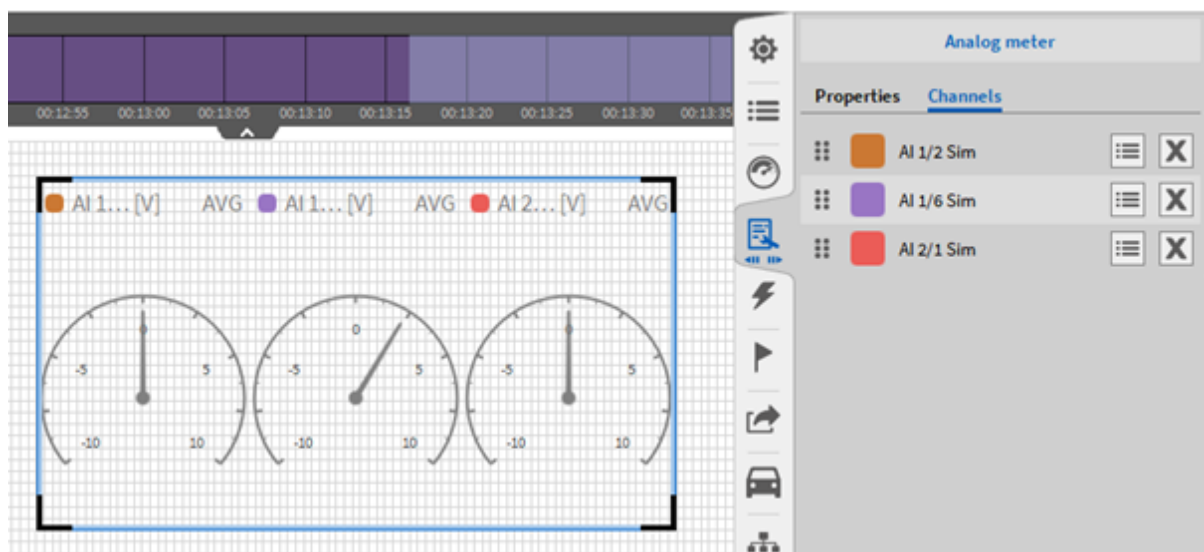 Analog meter
Properties Channels
00:12:55 00:13:00 00:13:05 00:13:10 00:13:15 00:13:20 00:13:25 00:13:30 00:13:35
AI 1/2 Sim
AI 1/6 Sim
AI 2/1 Sim
AI 1... [V] AVG AI 1... [V] AVG AI 2... [V] AVG
0 0 0
-5 5 -5 5 -5 5
-10 10 -10 10 -10 10